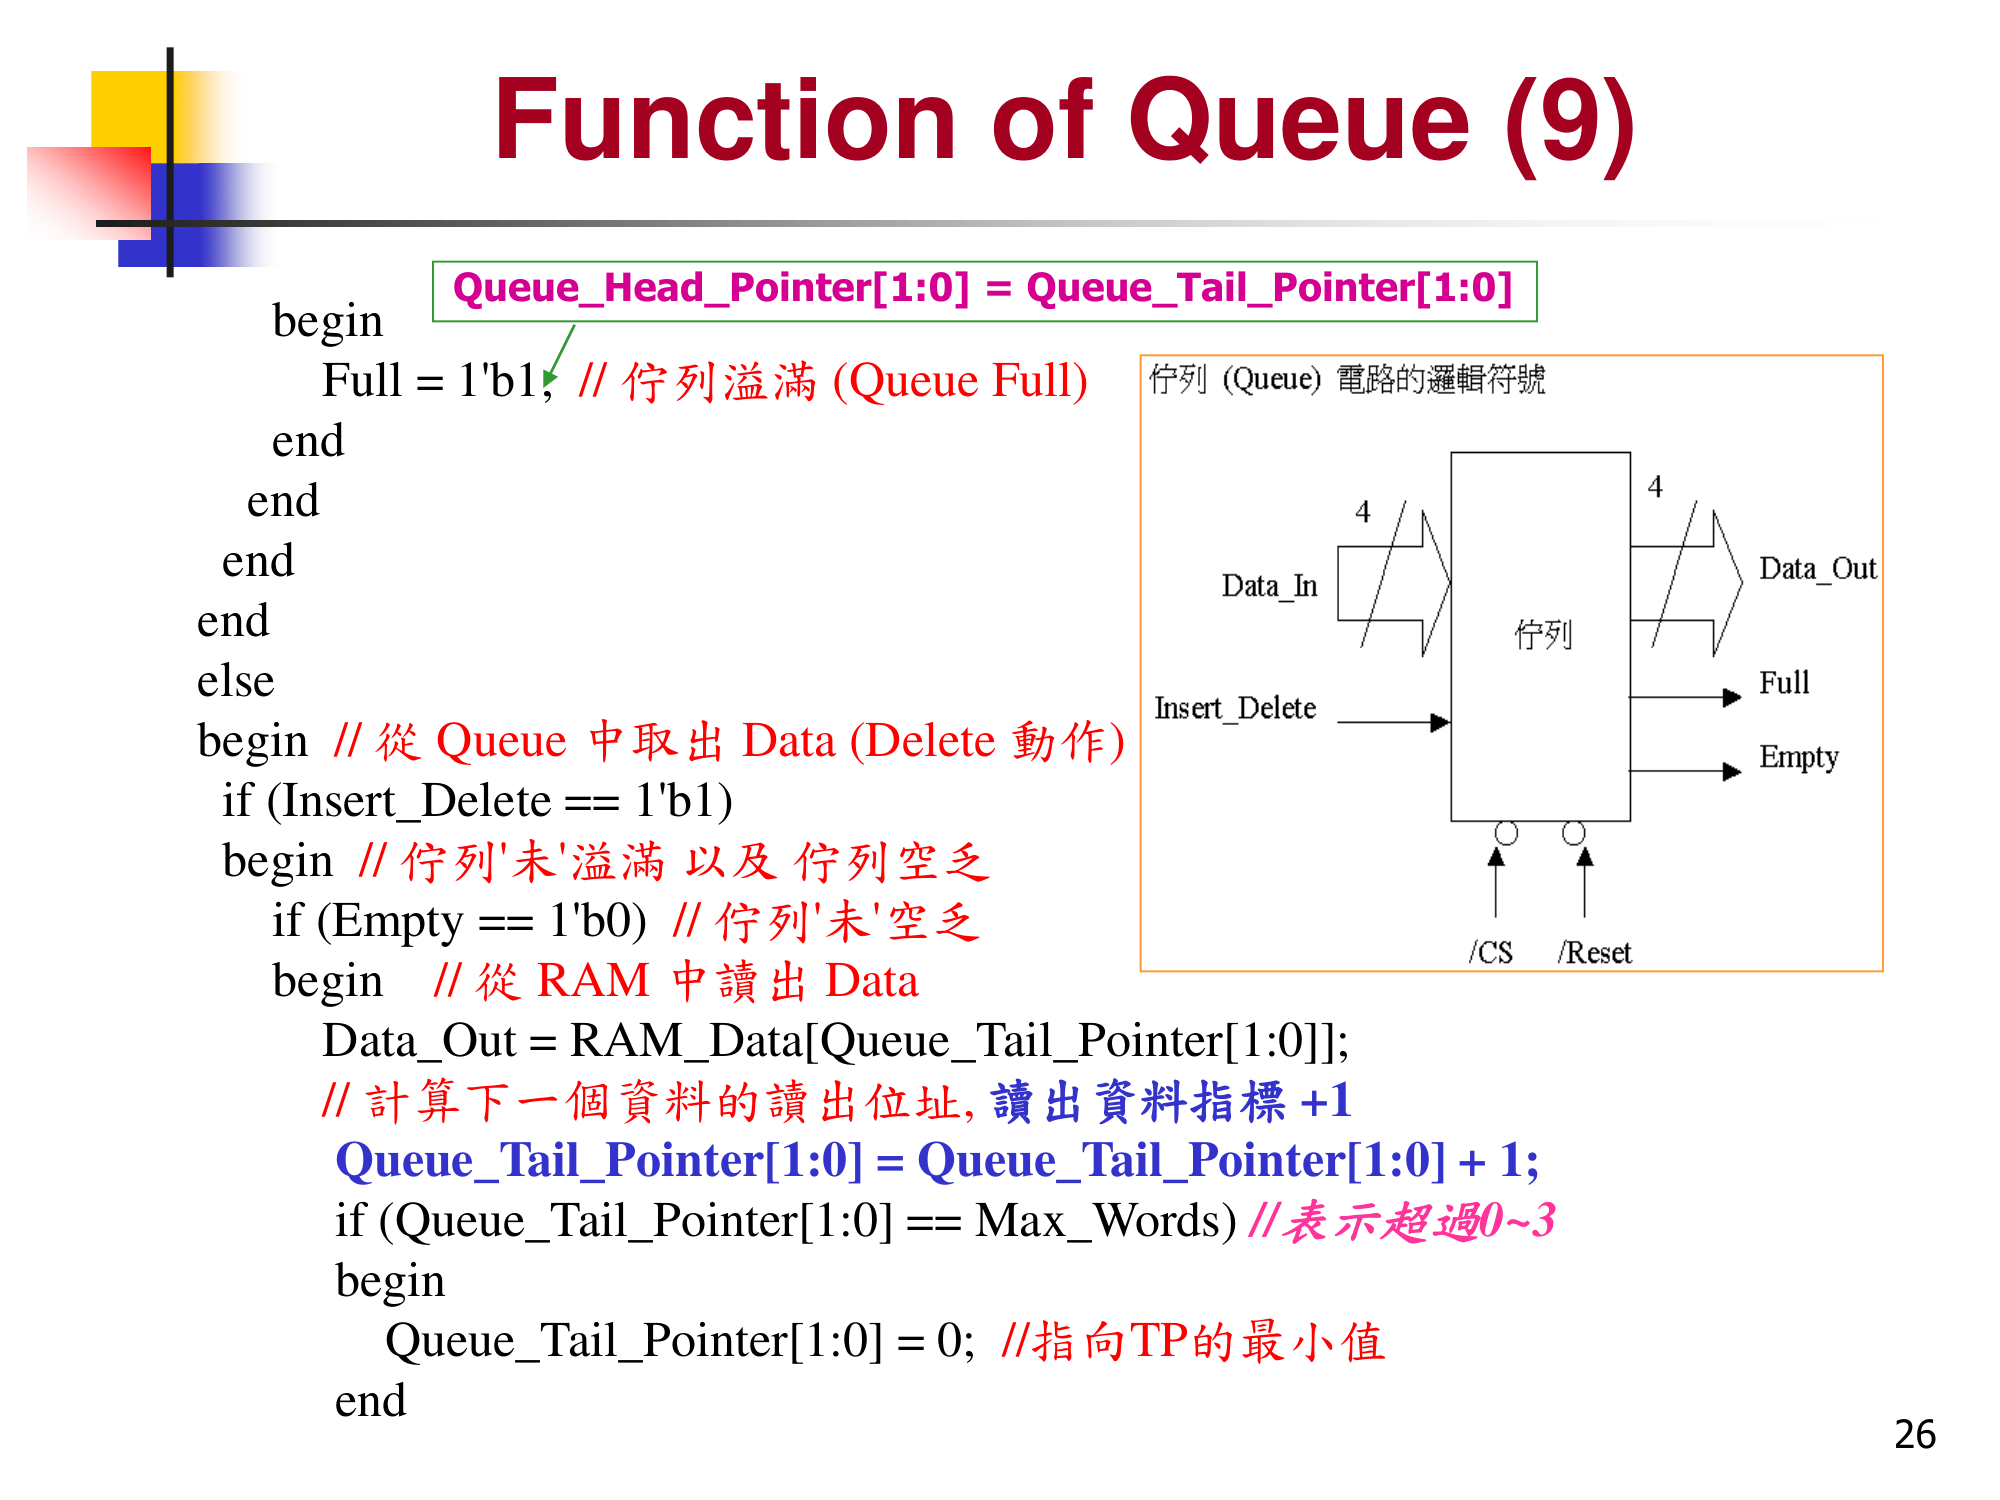 Function of Queue (9)
Queue_Head_Pointer[1:0] = Queue_Tail_Pointer[1:0]
begin
Full = 1'b1; // 佇列溢滿 (Queue Full)
end
end
end
end
else
begin // 從 Queue 中取出 Data (Delete 動作)
if (Insert_Delete == 1'b1)
begin // 佇列'未'溢滿 以及 佇列空乏
if (Empty == 1'b0) // 佇列'未'空乏
begin // 從 RAM 中讀出 Data
Data_Out = RAM_Data[Queue_Tail_Pointer[1:0]];
// 計算下一個資料的讀出位址, 讀出資料指標 +1
Queue_Tail_Pointer[1:0] = Queue_Tail_Pointer[1:0] + 1;
if (Queue_Tail_Pointer[1:0] == Max_Words) //表示超過0~3
begin
Queue_Tail_Pointer[1:0] = 0; //指向TP的最小值
end
佇列 (Queue) 電路的邏輯符號
4
4
Data_In
Data_Out
佇列
Full
Insert_Delete
Empty
/CS
/Reset
26